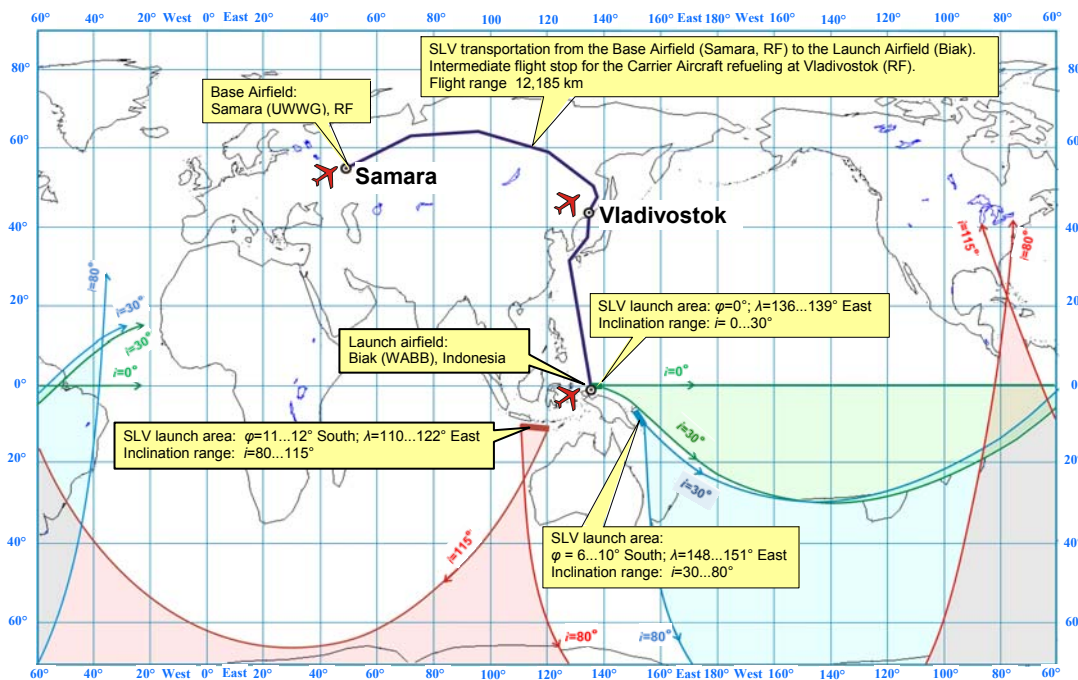 60° West 0° East 40° 60° 80° 100° 120° 140° 160° East 180° West 160° 140° 120° 100° 80° 60°
80° 80°
60° 60°
40° 40°
20° 20°
0° 0°
20° 20°
40° 40°
60° 60°
SLV transportation from the Base Airfield (Samara, RF) to the Launch Airfield (Biak).
Intermediate flight stop for the Carrier Aircraft refueling at Vladivostok (RF).
Flight range 12,185 km
Base Airfield:
Samara (UWWG), RF
Samara
Vladivostok
i=115°
i=80°
i=80°
i=30°
i=30°
i=0°
SLV launch area: φ=0°; λ=136...139° East
Inclination range: i= 0...30°
Launch airfield:
Biak (WABB), Indonesia
i=0°
SLV launch area: φ=11...12° South; λ=110...122° East
Inclination range: i=80...115°
i=30°
i=30°
SLV launch area:
φ = 6...10° South; λ=148...151° East
Inclination range: i=30...80°
i=115°
i=80°
i=80°
60° 40° 20° West 0° East 20° 40° 60° 80° 100° 120° 140° 160° East 180° West 160° 140° 120° 100° 80° 60°